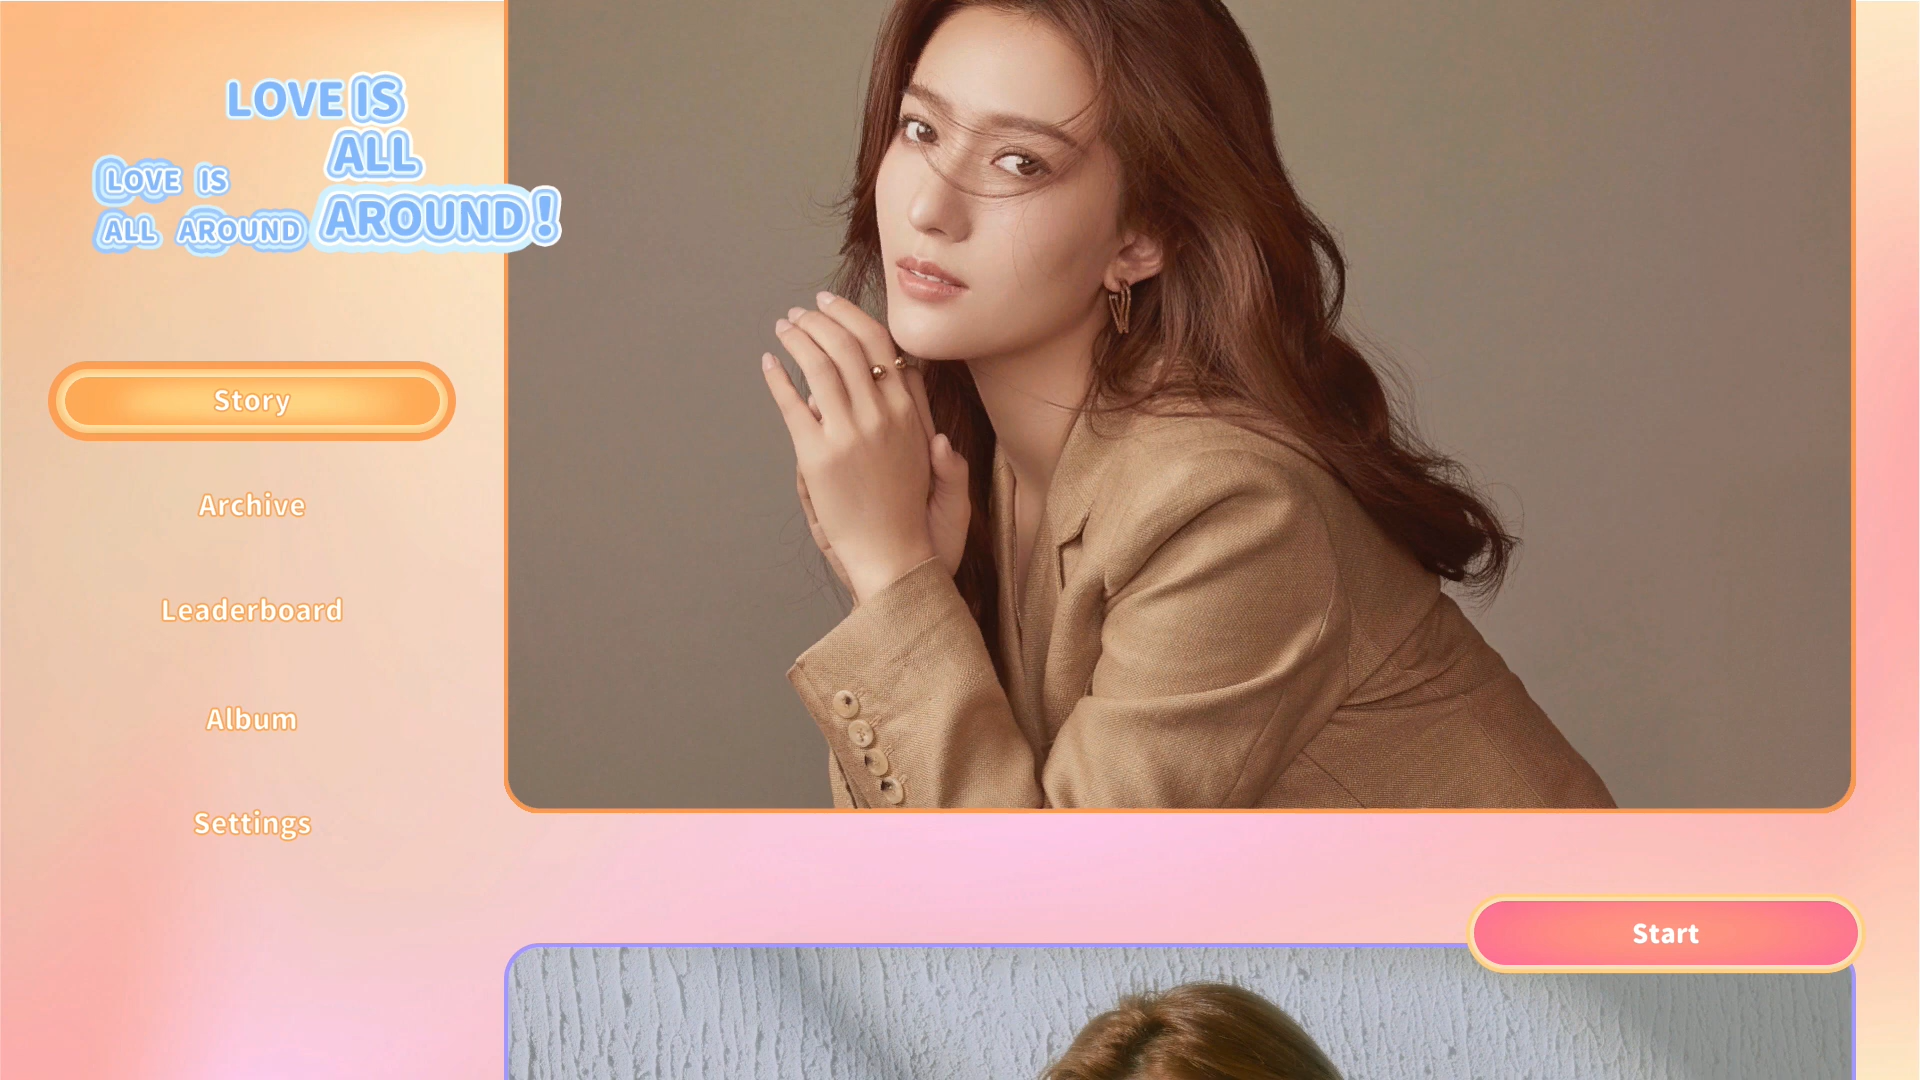 LOVE IS
ALL
AROUND!
LOVE IS
ALL AROUND
Story
Archive
Leaderboard
Album
Settings
Start